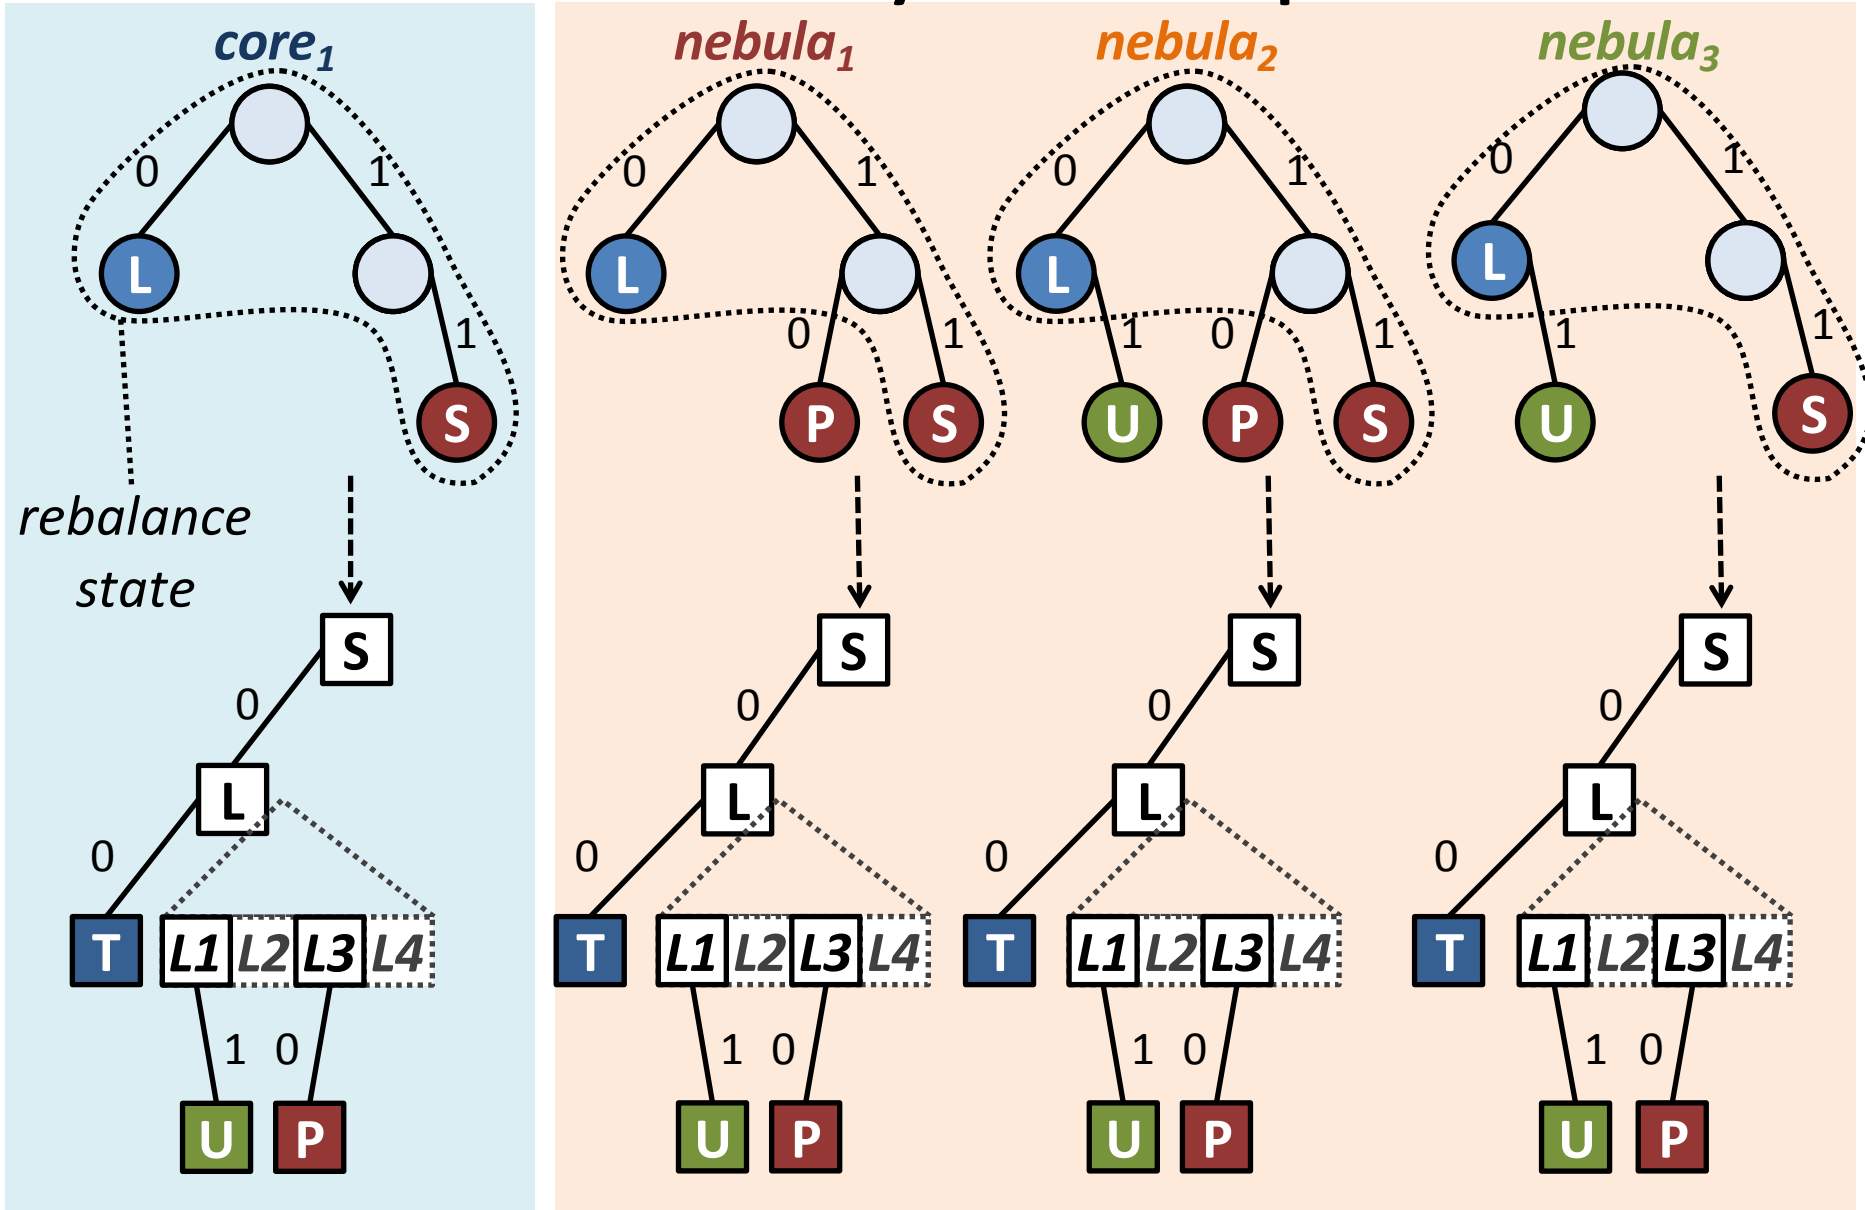 core1 nebula1 nebula2 nebula3
0 1 0 1 0 1 0 1
L L L L
1 0 1 1 0 1 1 1
S P S U P S U S
rebalance
state
S S S S
0 0 0 0
L L L L
0 0 0 0
T L1 L2 L3 L4 T L1 L2 L3 L4 T L1 L2 L3 L4 T L1 L2 L3 L4
1 0 1 0 1 0 1 0
U P U P U P U P